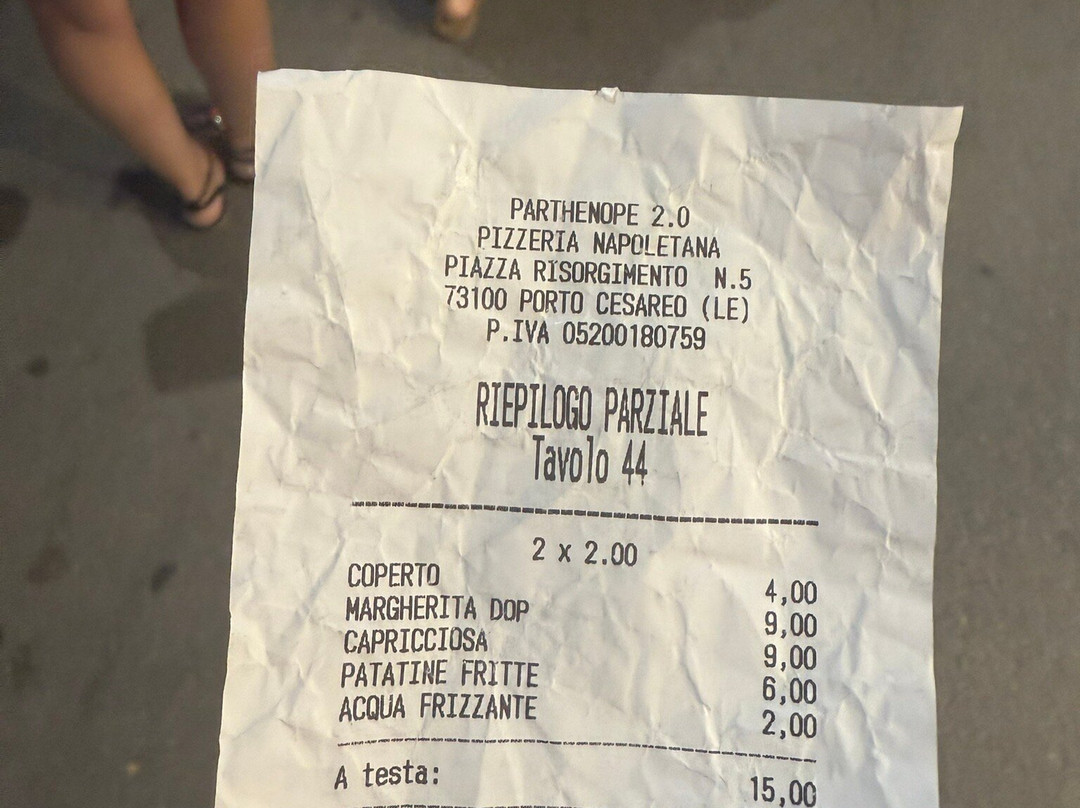 PARTHENOPE 2.0
PIZZERIA NAPOLETANA
PIAZZA RISORGIMENTO N.5
73100 PORTO CESAREO (LE)
P.IVA 05200180759
RIEPILOGO PARZIALE
Tavolo 44
2 x 2.00
COPERTO 4,00
MARGHERITA DOP 9,00
CAPRICCIOSA 9,00
PATATINE FRITTE 6,00
ACQUA FRIZZANTE 2,00
A testa: 15,00